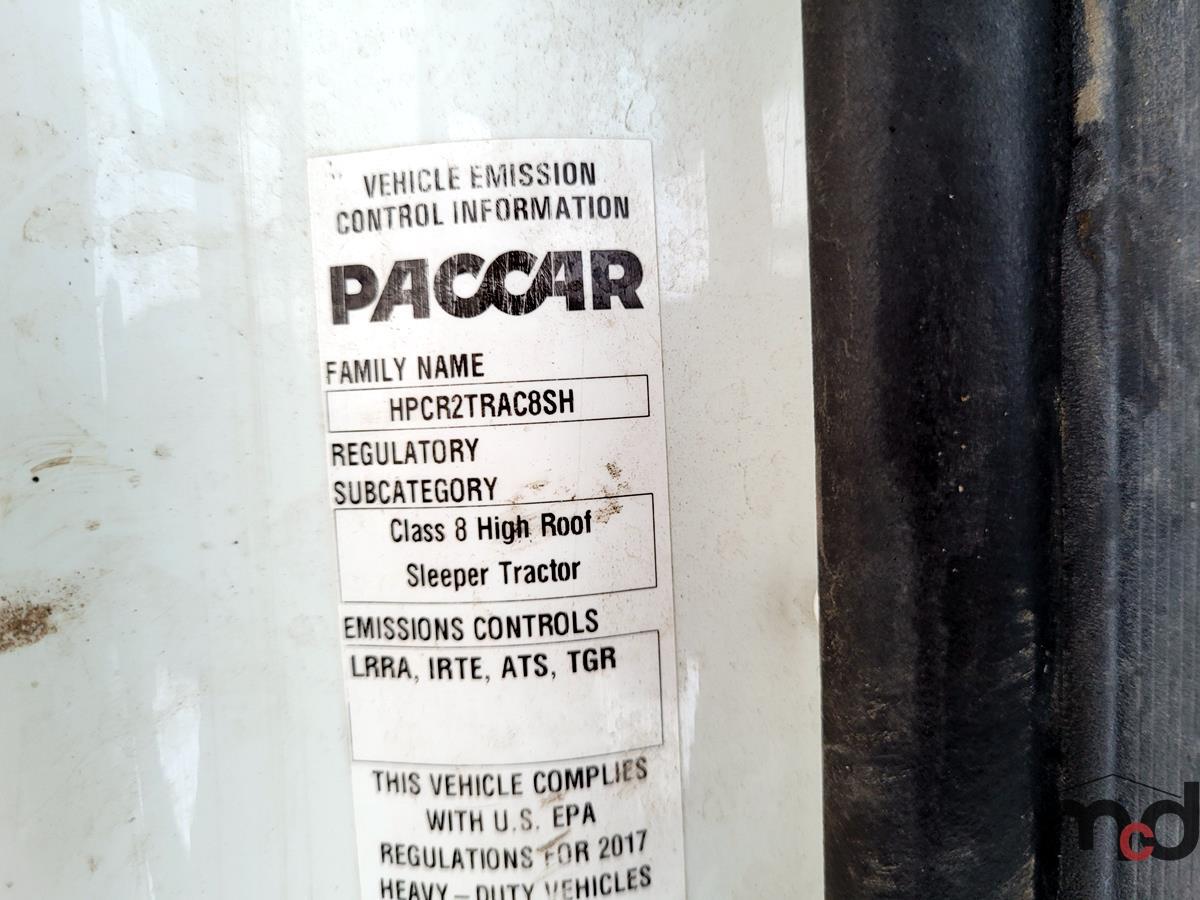 VEHICLE EMISSION
CONTROL INFORMATION
PACCAR
FAMILY NAME
HPCR2TRAC8SH
REGULATORY
SUBCATEGORY
Class 8 High Roof
Sleeper Tractor
EMISSIONS CONTROLS
LRRA, IRTE, ATS, TGR
THIS VEHICLE COMPLIES
WITH U.S. EPA
REGULATIONS FOR 2017
HEAVY – DUTY VEHICLES
mcd